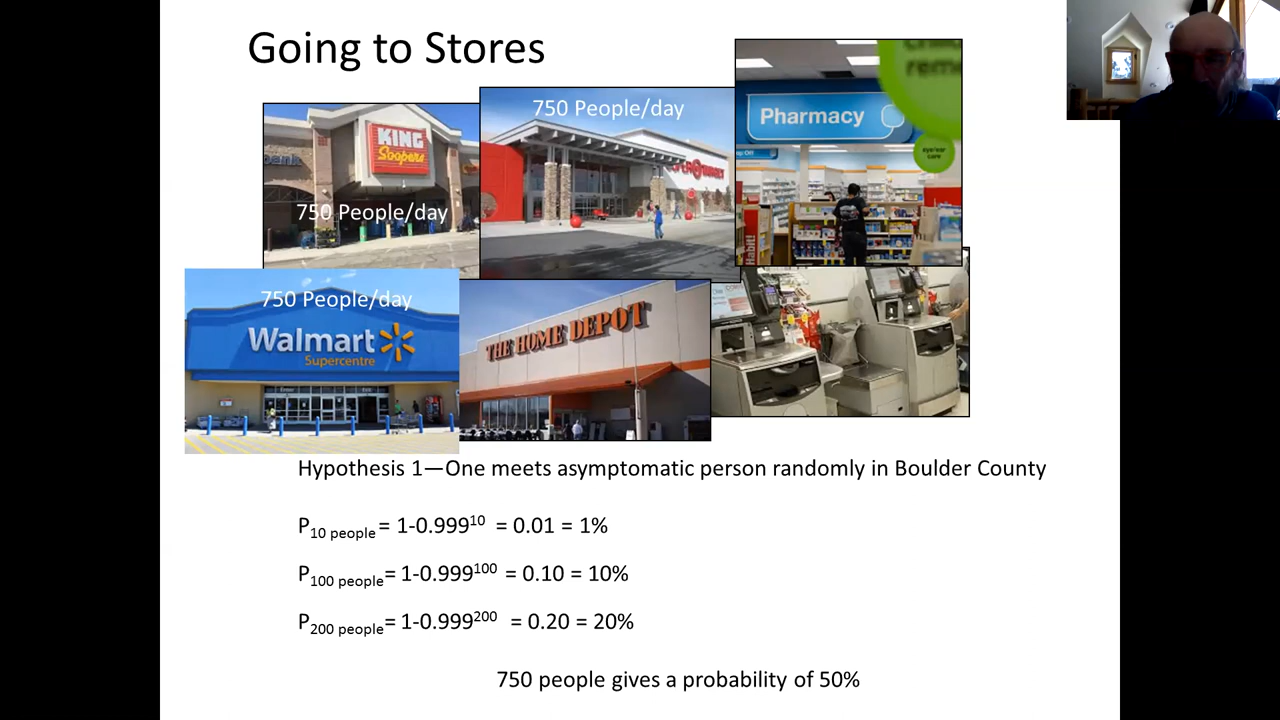 Going to Stores
KING
Soopers
750 People/day
750 People/day
Pharmacy
eye/ear
care
750 People/day
Walmart
Supercentre
THE HOME DEPOT
Hypothesis 1—One meets asymptomatic person randomly in Boulder County
P10 people= 1-0.999^10 = 0.01 = 1%
P100 people= 1-0.999^100 = 0.10 = 10%
P200 people= 1-0.999^200 = 0.20 = 20%
750 people gives a probability of 50%